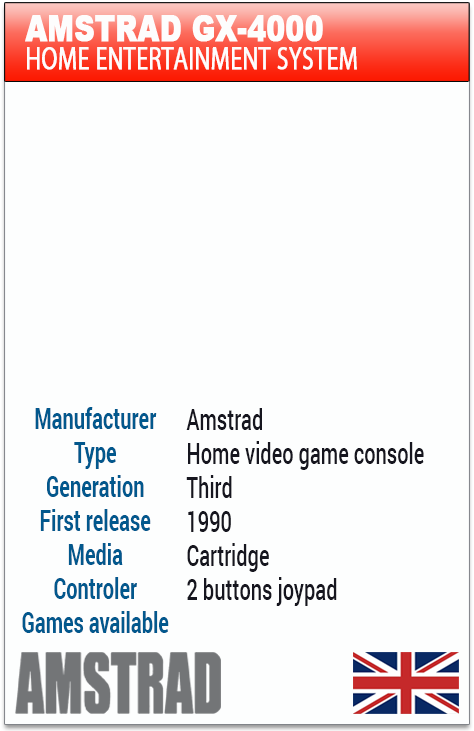 AMSTRAD GX-4000
HOME ENTERTAINMENT SYSTEM
Manufacturer Amstrad
Type Home video game console
Generation Third
First release 1990
Media Cartridge
Controler 2 buttons joypad
Games available
AMSTRAD